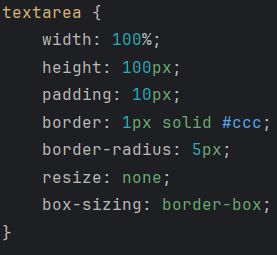 textarea {
    width: 100%;
    height: 100px;
    padding: 10px;
    border: 1px solid #ccc;
    border-radius: 5px;
    resize: none;
    box-sizing: border-box;
}